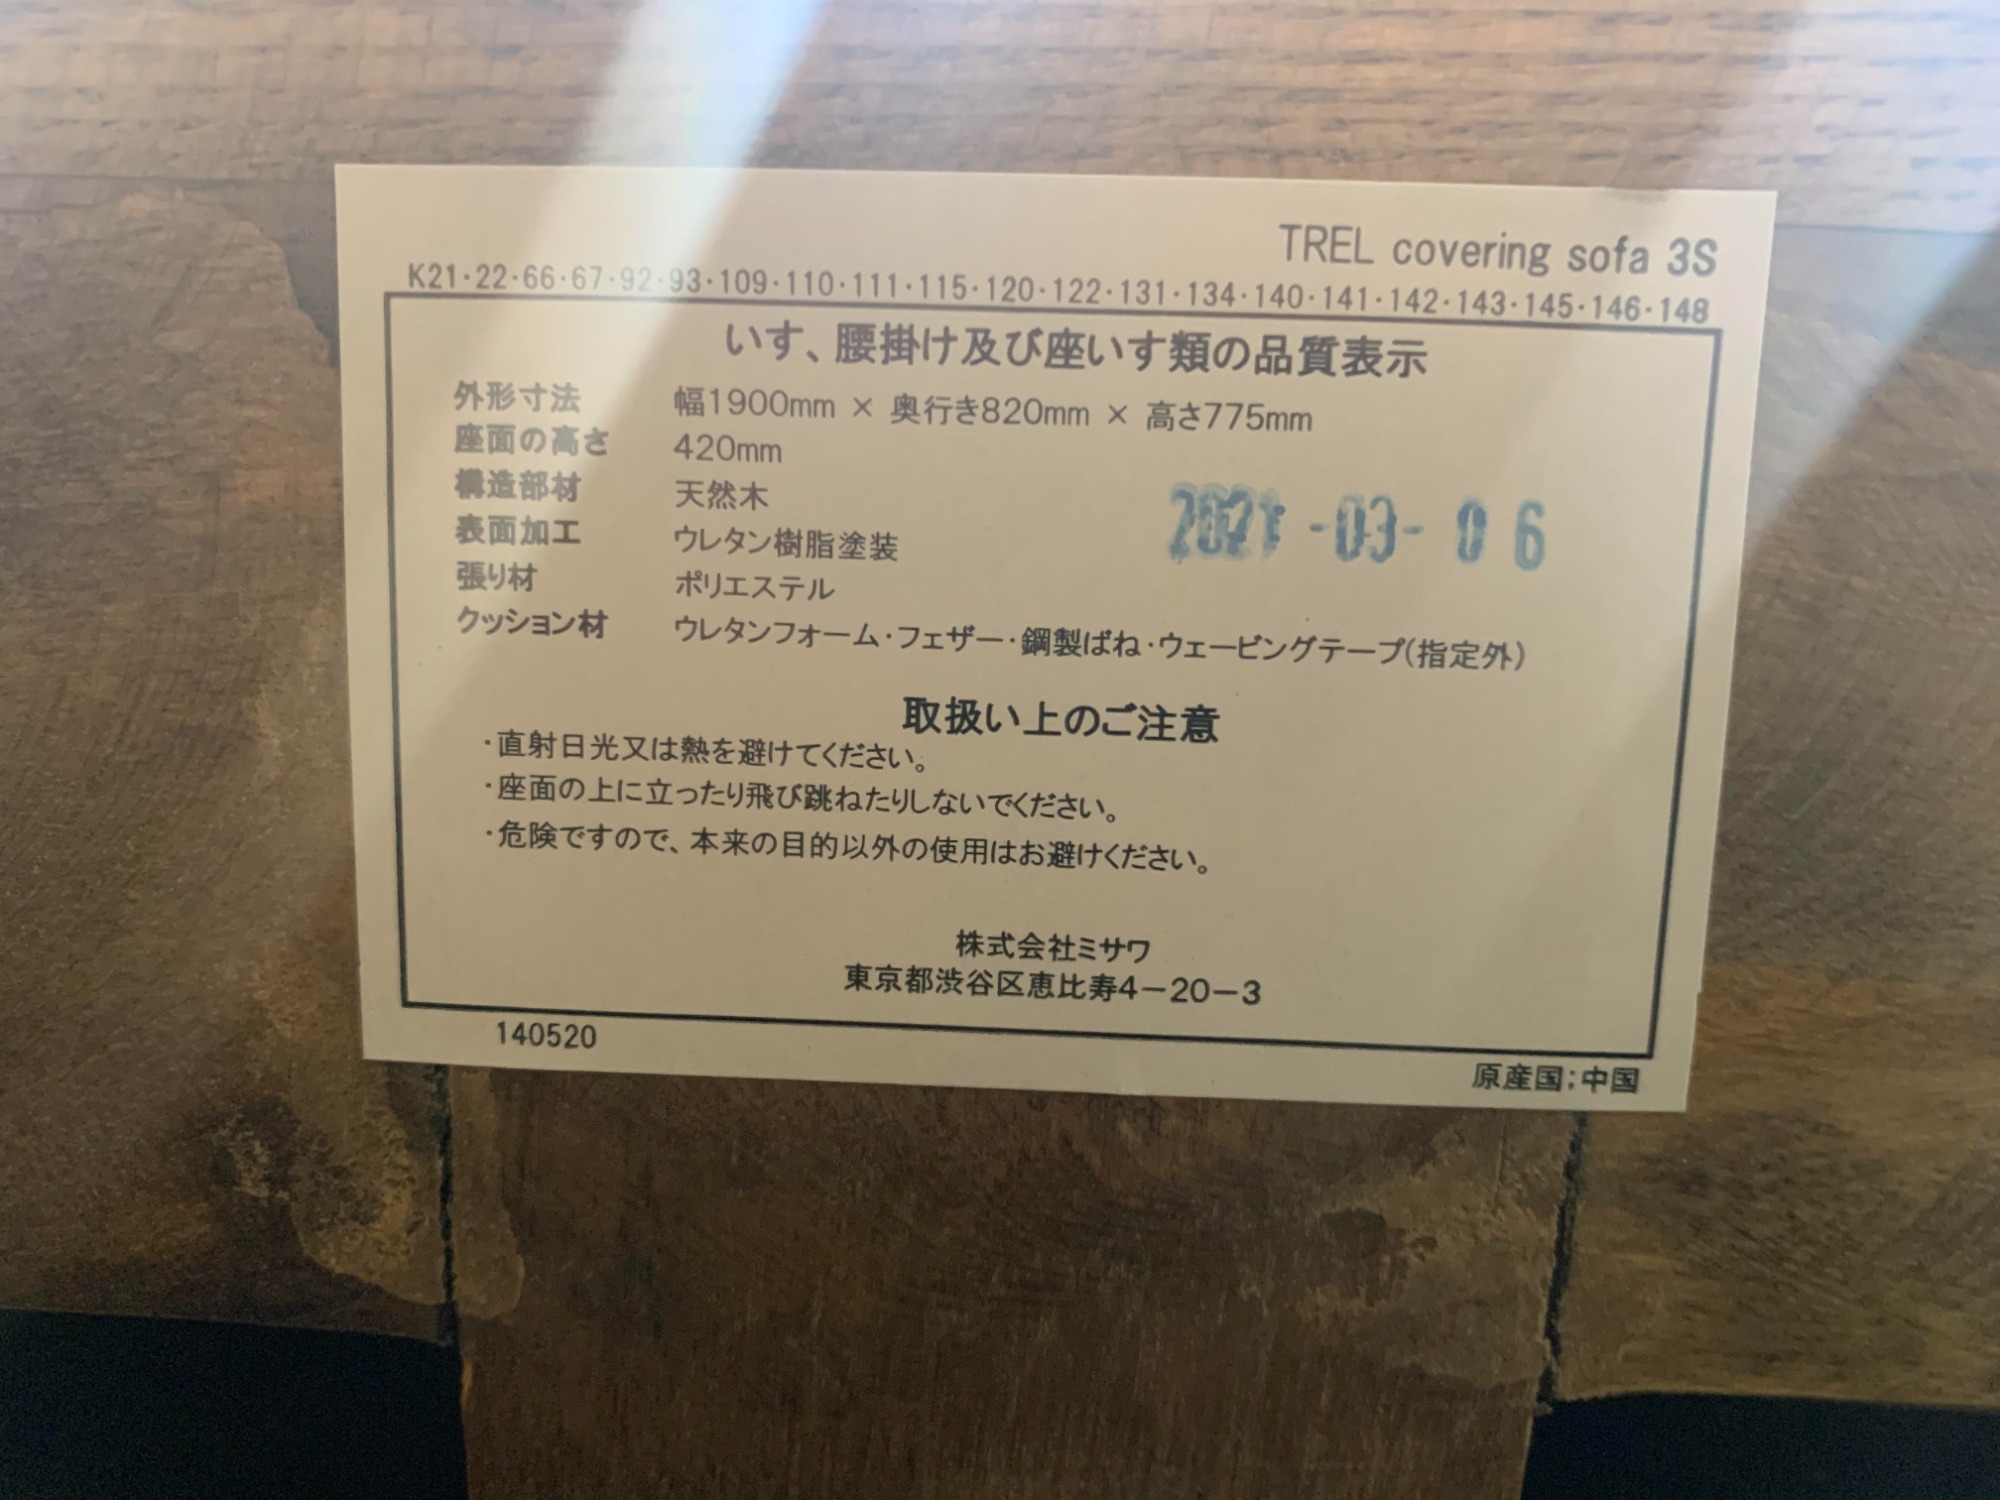 TREL covering sofa 3S
K21･22･66･67･92･93･109･110･111･115･120･122･131･134･140･141･142･143･145･146･148
いす、腰掛け及び座いす類の品質表示
外形寸法 幅1900mm × 奥行き820mm × 高さ775mm
座面の高さ 420mm
構造部材 天然木
表面加工 ウレタン樹脂塗装
2021-03-06
張り材 ポリエステル
クッション材 ウレタンフォーム･フェザー･鋼製ばね･ウェービングテープ(指定外)
取扱い上のご注意
･直射日光又は熱を避けてください。
･座面の上に立ったり飛び跳ねたりしないでください。
･危険ですので、本来の目的以外の使用はお避けください。
株式会社ミサワ
東京都渋谷区恵比寿4－20－3
140520
原産国;中国